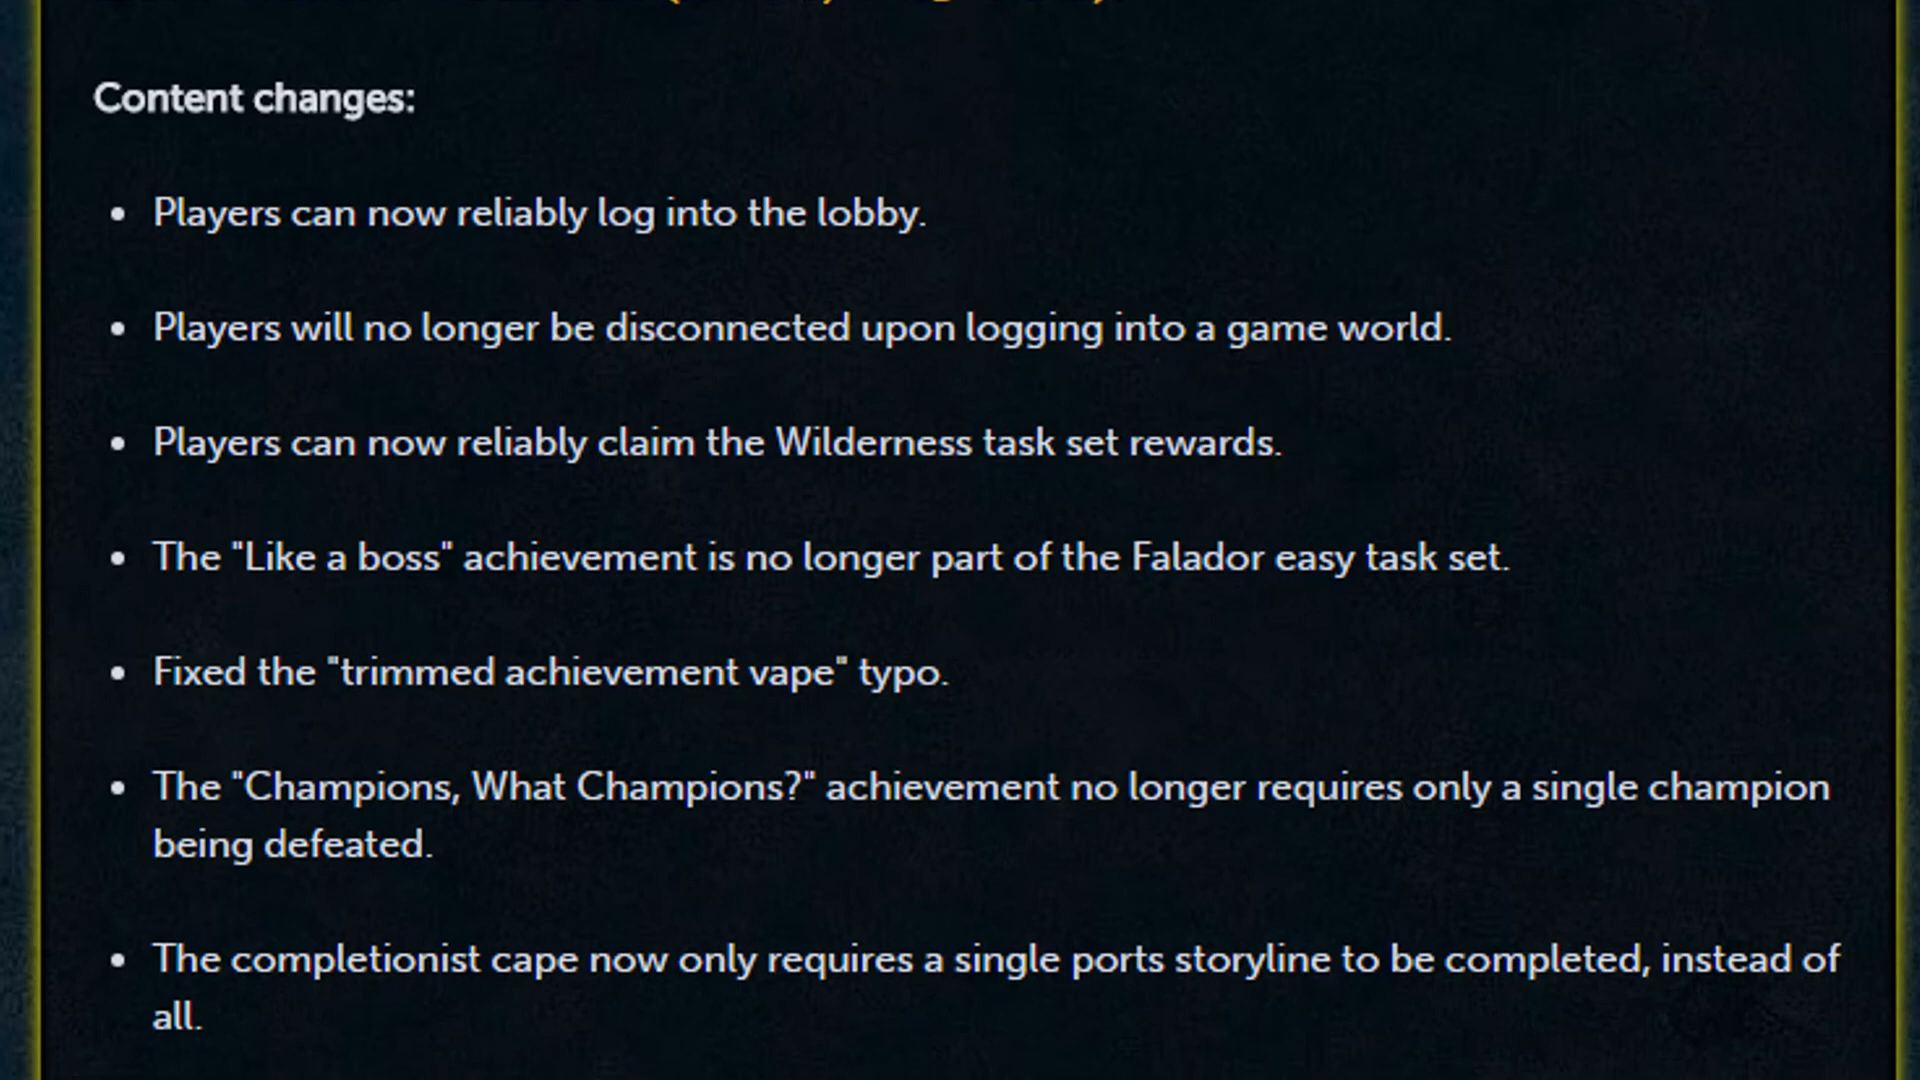 Content changes:
• Players can now reliably log into the lobby.
• Players will no longer be disconnected upon logging into a game world.
• Players can now reliably claim the Wilderness task set rewards.
• The "Like a boss" achievement is no longer part of the Falador easy task set.
• Fixed the "trimmed achievement vape" typo.
• The "Champions, What Champions?" achievement no longer requires only a single champion
being defeated.
• The completionist cape now only requires a single ports storyline to be completed, instead of
all.